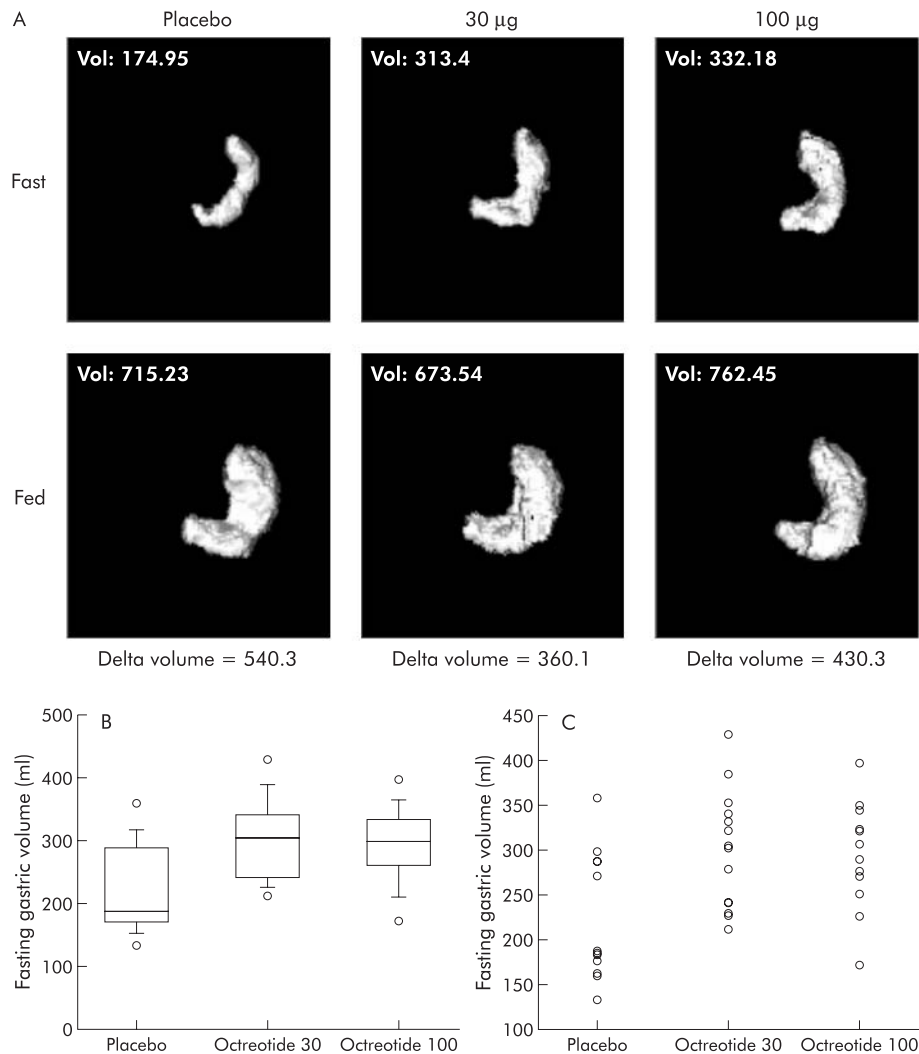 A
Placebo 30 µg 100 µg
Vol: 174.95 Vol: 313.4 Vol: 332.18
Fast
Vol: 715.23 Vol: 673.54 Vol: 762.45
Fed
Delta volume = 540.3 Delta volume = 360.1 Delta volume = 430.3
B
Fasting gastric volume (ml)
500
400
300
200
100
0
Placebo Octreotide 30 Octreotide 100
C
Fasting gastric volume (ml)
450
400
350
300
250
200
150
100
Placebo Octreotide 30 Octreotide 100